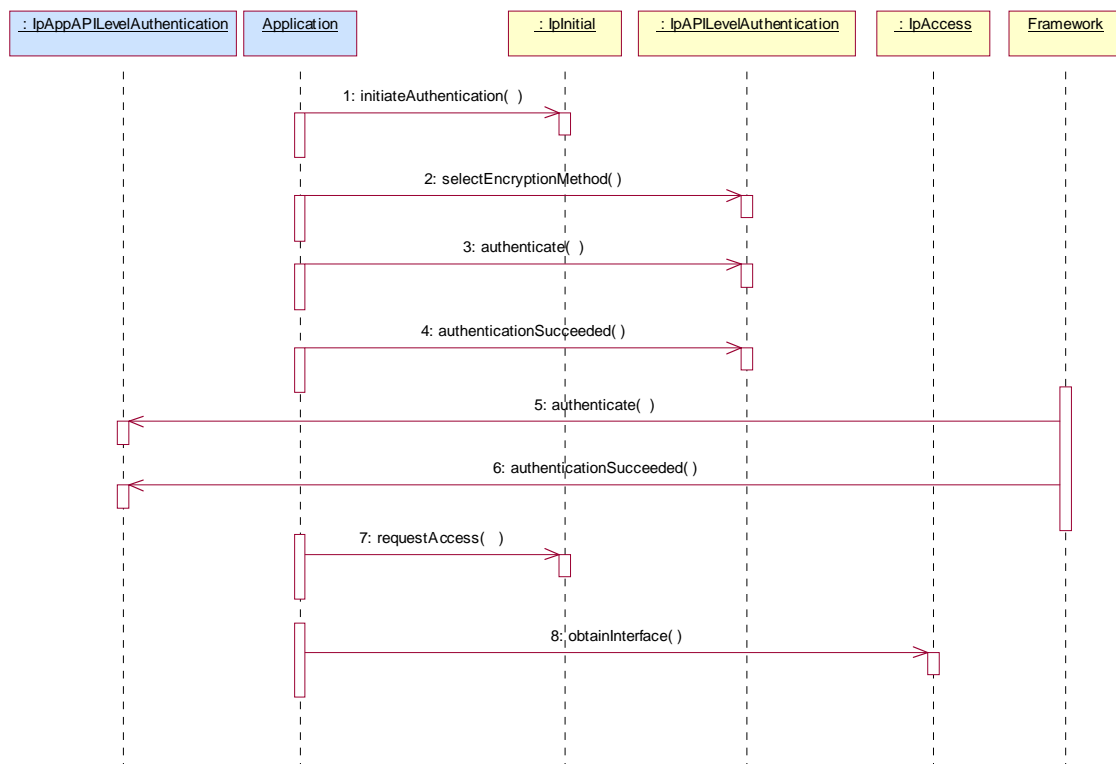 : IpAppAPILevelAuthentication
Application
: IpInitial
: IpAPILevelAuthentication
: IpAccess
Framework
1: initiateAuthentication( )
2: selectEncryptionMethod( )
3: authenticate( )
4: authenticationSucceeded( )
5: authenticate( )
6: authenticationSucceeded( )
7: requestAccess( )
8: obtainInterface( )